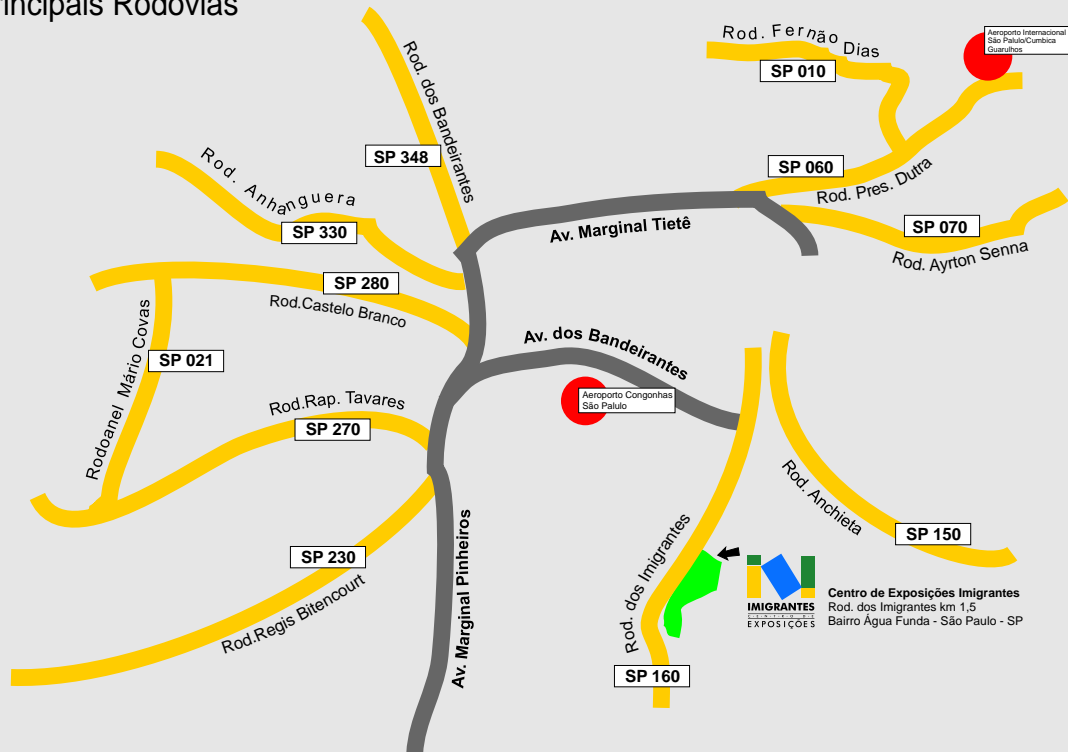 rincipais Rodovias
Rod. Fernão Dias
SP 010
Aeroporto Internacional
São Palulo/Cumbica
Guarulhos
Rod. dos Bandeirantes
SP 348
Rod. Anhanguera
SP 330
SP 060
Rod. Pres. Dutra
SP 070
Rod. Ayrton Senna
Av. Marginal Tietê
SP 280
Rod.Castelo Branco
Rodoanel Mário Covas
SP 021
Av. dos Bandeirantes
Aeroporto Congonhas
São Palulo
Rod.Rap. Tavares
SP 270
Rod. Anchieta
SP 150
SP 230
Rod.Regis Bitencourt
Av. Marginal Pinheiros
Rod. dos Imigrantes
SP 160
IMIGRANTES
CENTRO DE
EXPOSIÇÕES
Centro de Exposições Imigrantes
Rod. dos Imigrantes km 1,5
Bairro Água Funda - São Paulo - SP